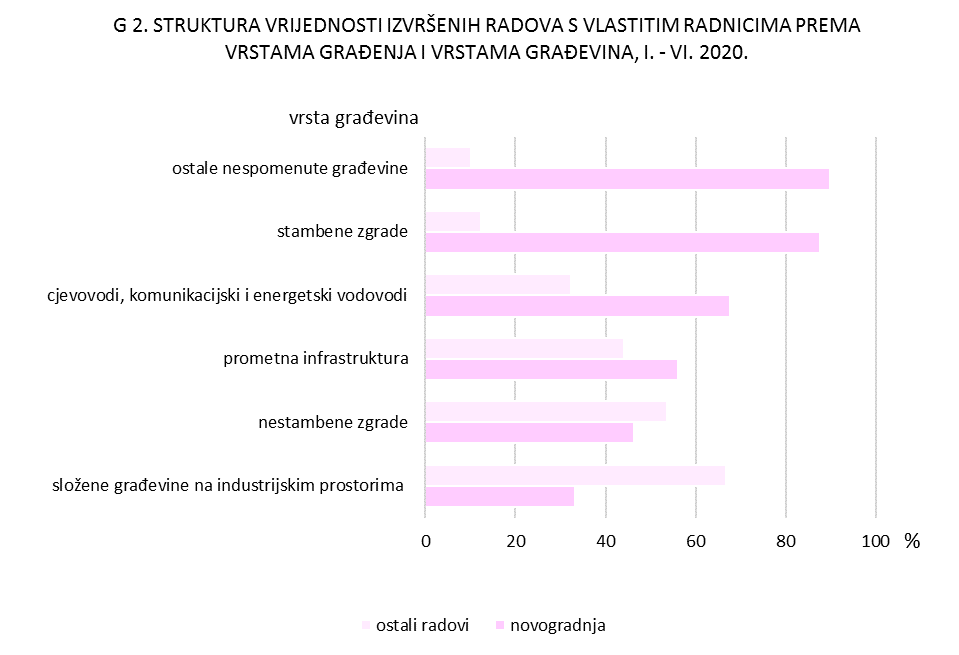 G 2. STRUKTURA VRIJEDNOSTI IZVRŠENIH RADOVA S VLASTITIM RADNICIMA PREMA
VRSTAMA GRAĐENJA I VRSTAMA GRAĐEVINA, I. - VI. 2020.
vrsta građevina
ostale nespomenute građevine
stambene zgrade
cjevovodi, komunikacijski i energetski vodovodi
prometna infrastruktura
nestambene zgrade
složene građevine na industrijskim prostorima
0 20 40 60 80 100 %
ostali radovi novogradnja